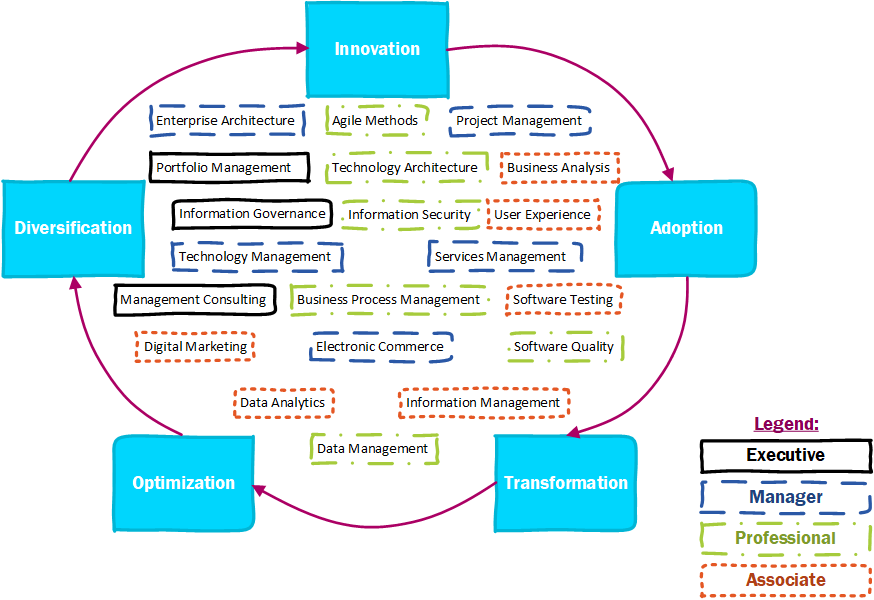 Innovation
Enterprise Architecture
Agile Methods
Project Management
Portfolio Management
Technology Architecture
Business Analysis
Diversification
Information Governance
Information Security
User Experience
Adoption
Technology Management
Services Management
Management Consulting
Business Process Management
Software Testing
Digital Marketing
Electronic Commerce
Software Quality
Data Analytics
Information Management
Data Management
Optimization
Transformation
Legend:
Executive
Manager
Professional
Associate